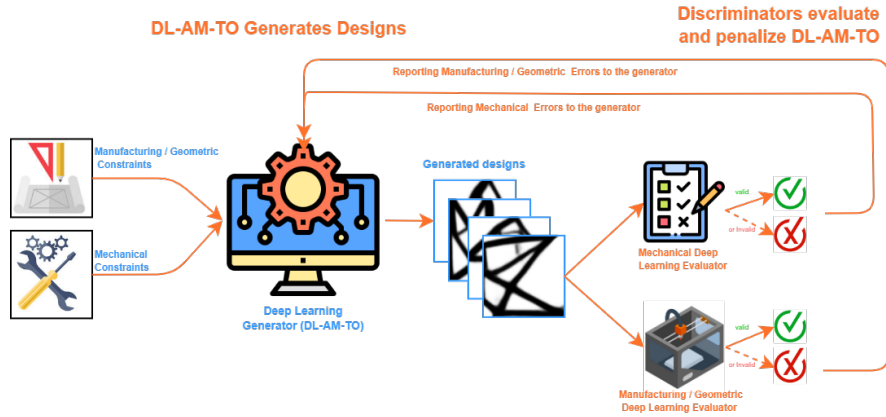 DL-AM-TO Generates Designs
Discriminators evaluate
and penalize DL-AM-TO
Reporting Manufacturing / Geometric Errors to the generator
Reporting Mechanical Errors to the generator
Manufacturing / Geometric
Constraints
Mechanical
Constraints
Deep Learning
Generator (DL-AM-TO)
Generated designs
valid
or Invalid
Mechanical Deep
Learning Evaluator
valid
or Invalid
Manufacturing / Geometric
Deep Learning Evaluator